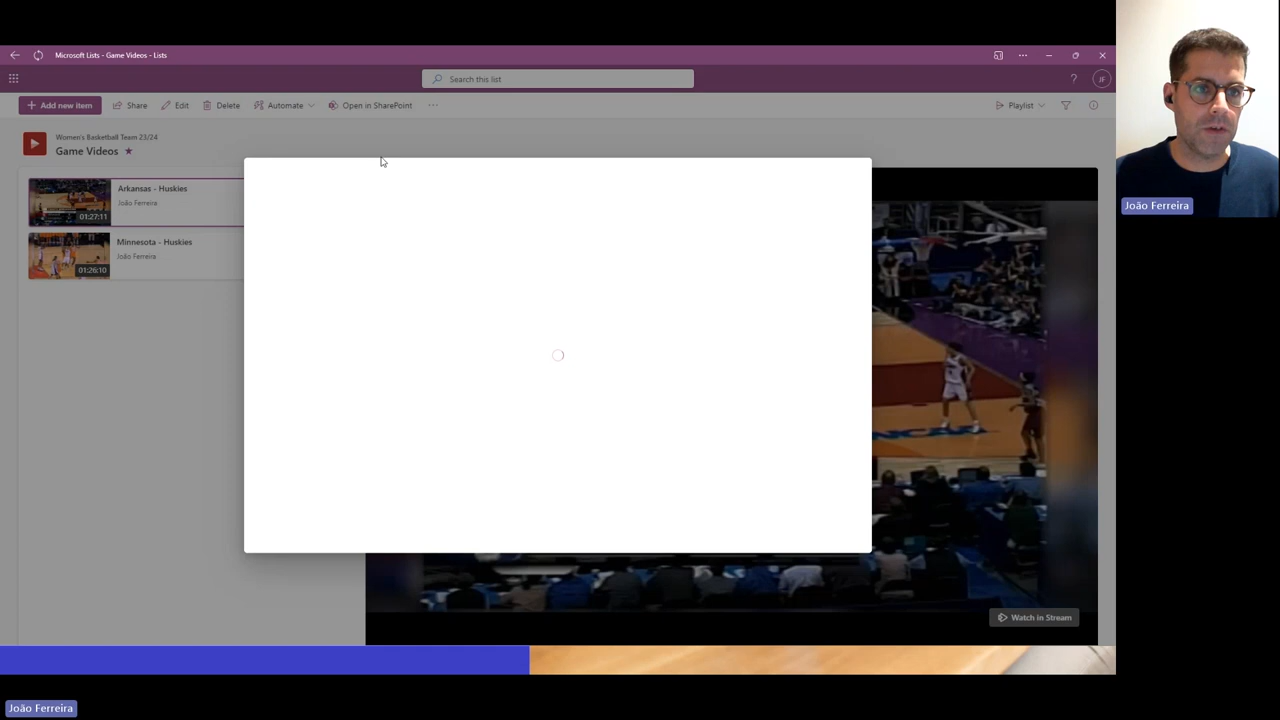 Microsoft Lists - Game Videos - Lists
Search this list
?
JF
Add new item
Share
Edit
Delete
Automate
Open in SharePoint
Playlist
Women's Basketball Team 23/24
Game Videos
Arkansas - Huskies
João Ferreira
01:27:11
Minnesota - Huskies
João Ferreira
01:26:10
Watch in Stream
João Ferreira
João Ferreira